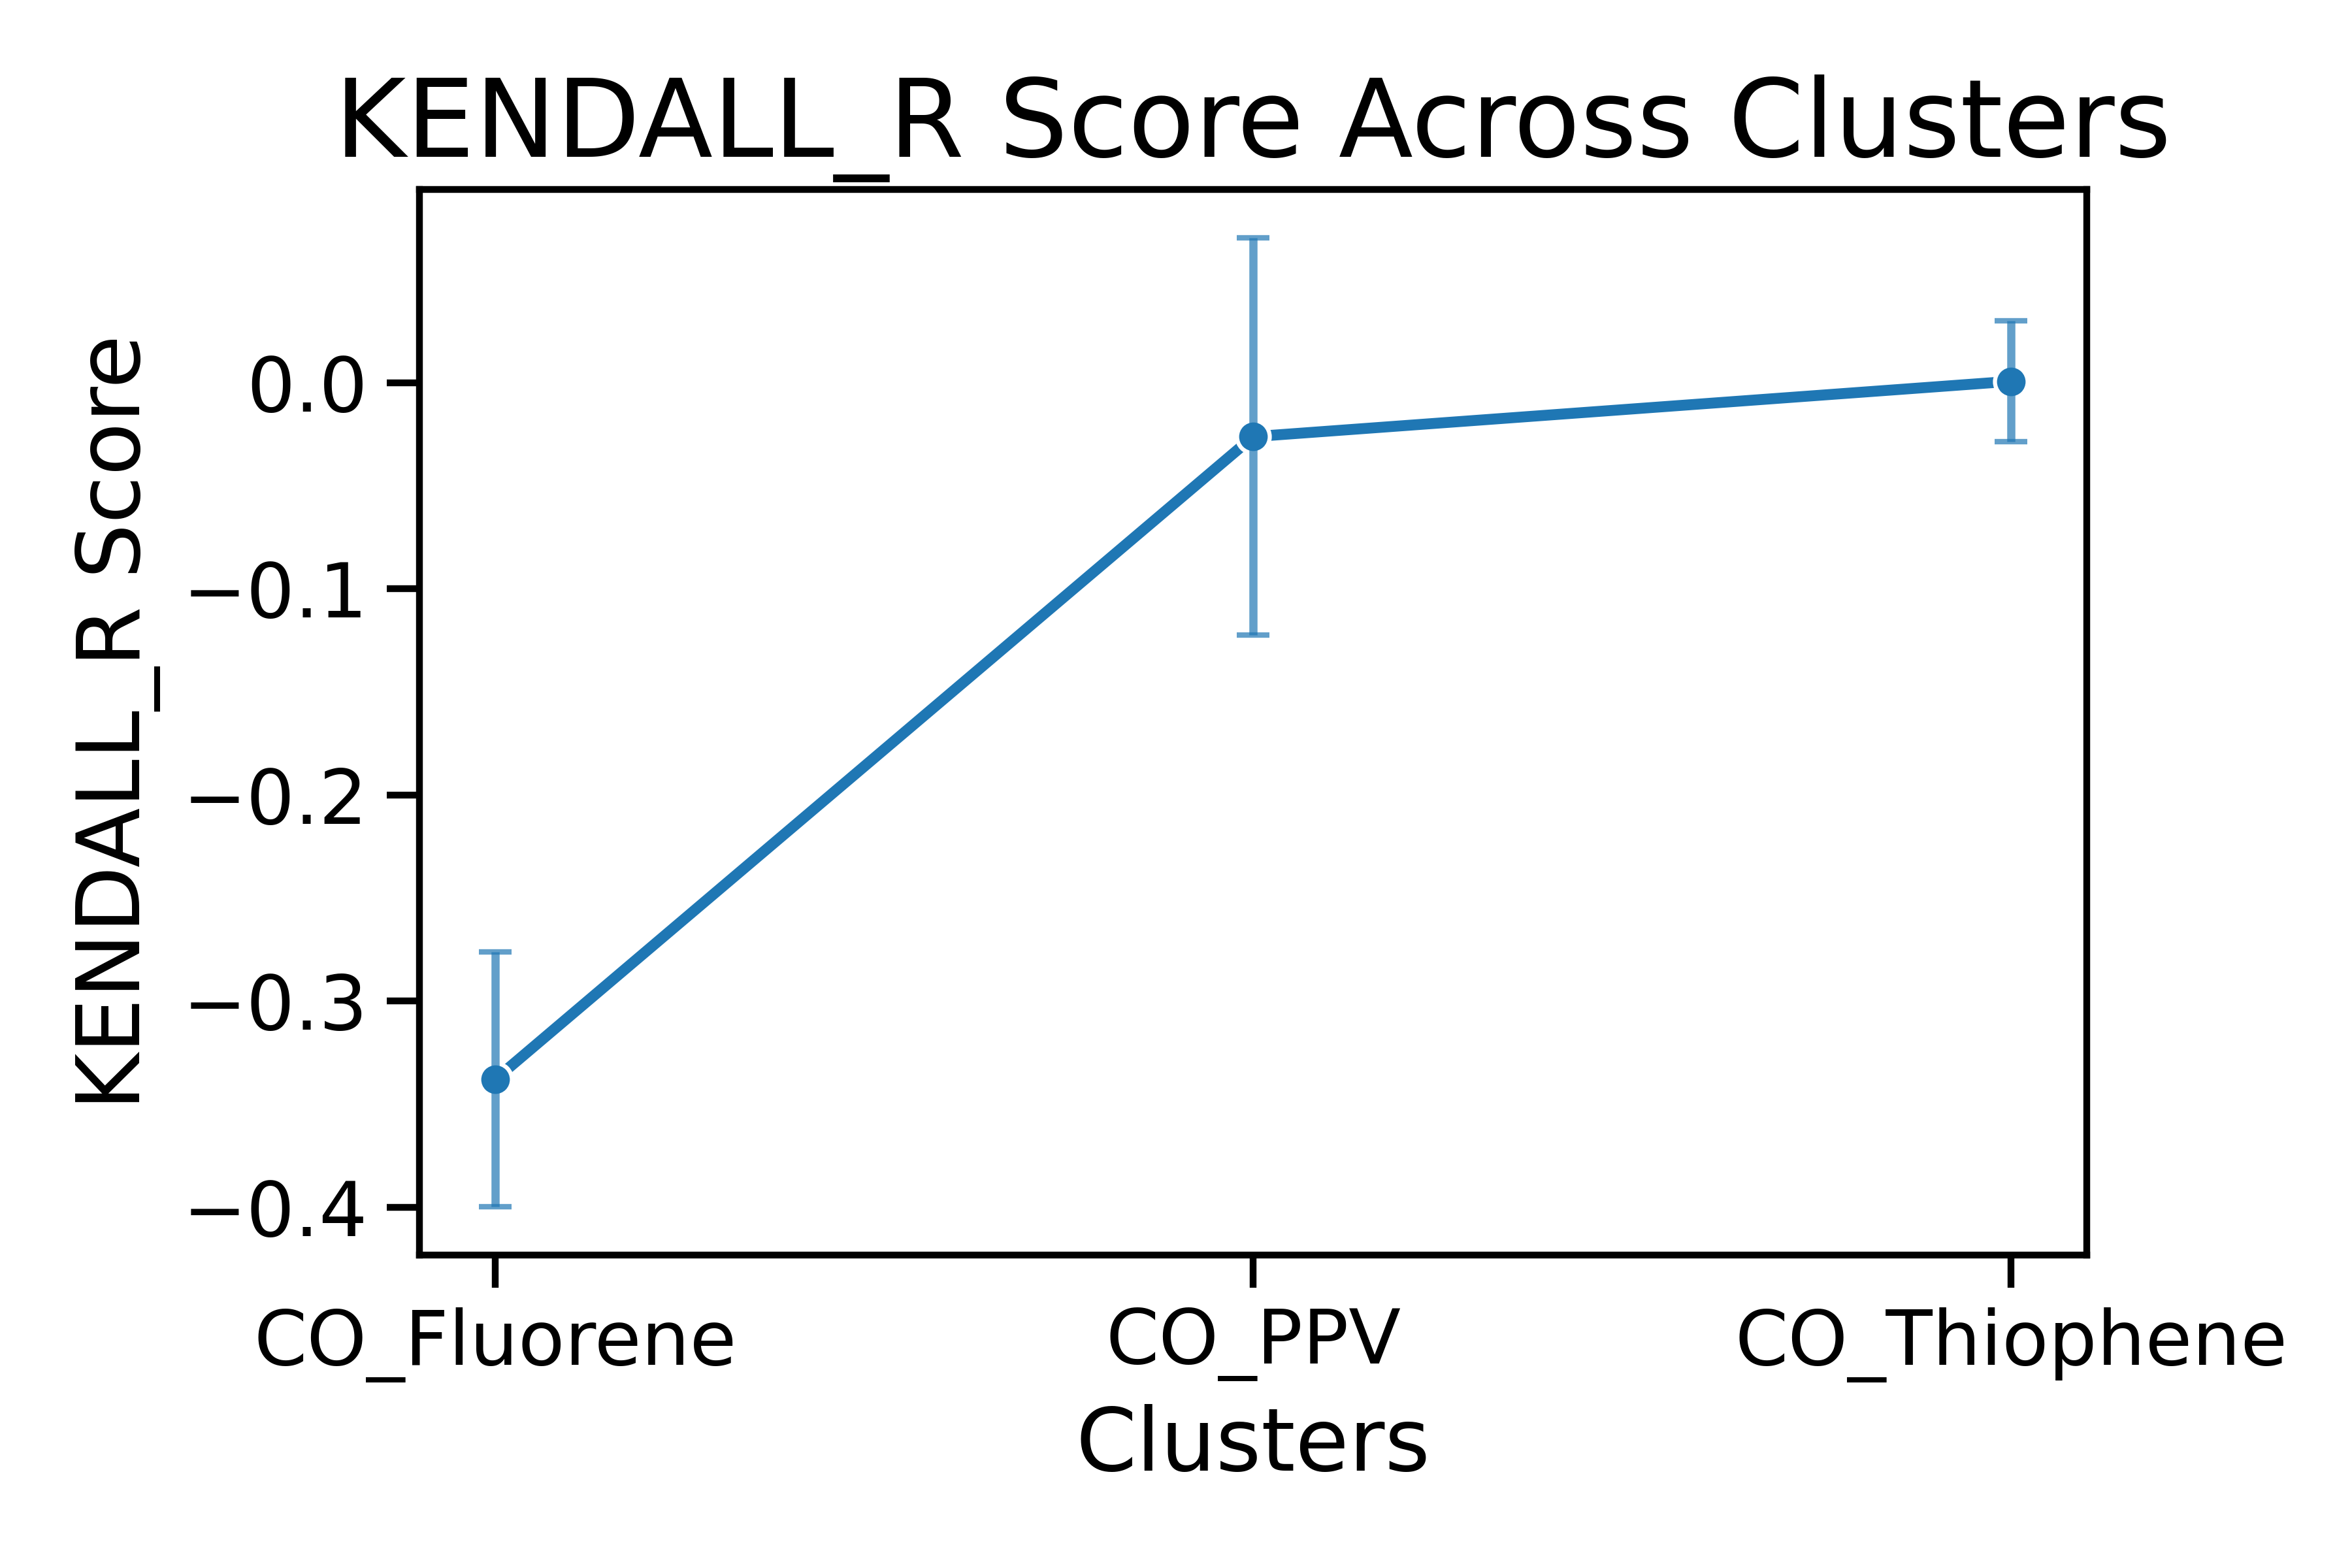 KENDALL_R Score Across Clusters
KENDALL_R Score
0.0
−0.1
−0.2
−0.3
−0.4
CO_Fluorene CO_PPV CO_Thiophene
Clusters